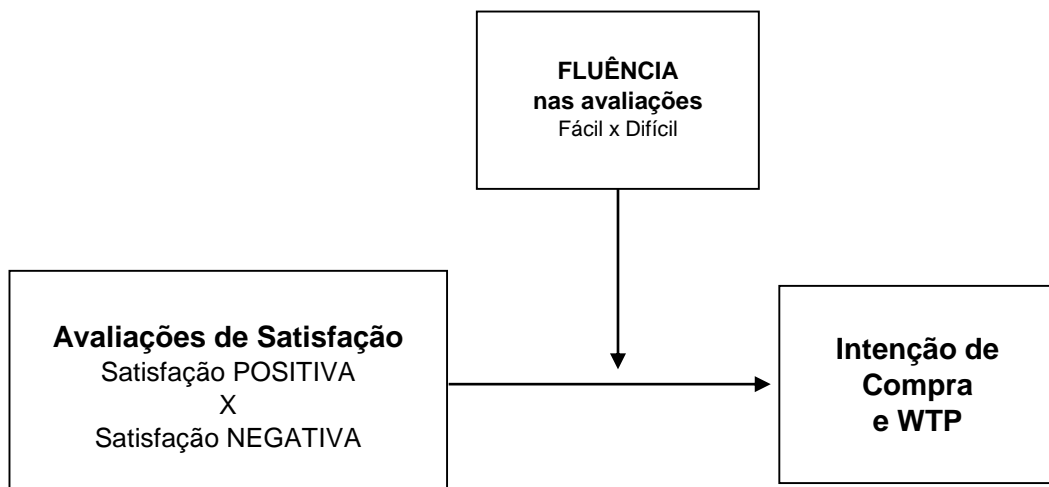 FLUÊNCIA
nas avaliações
Fácil x Difícil
Avaliações de Satisfação
Satisfação POSITIVA
X
Satisfação NEGATIVA
Intenção de
Compra
e WTP